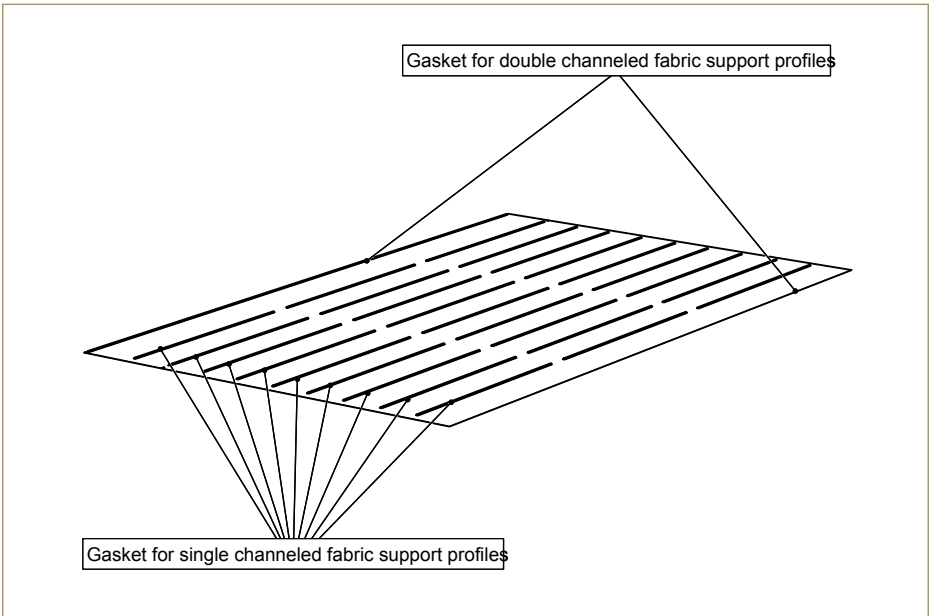 Gasket for double channeled fabric support profiles
Gasket for single channeled fabric support profiles